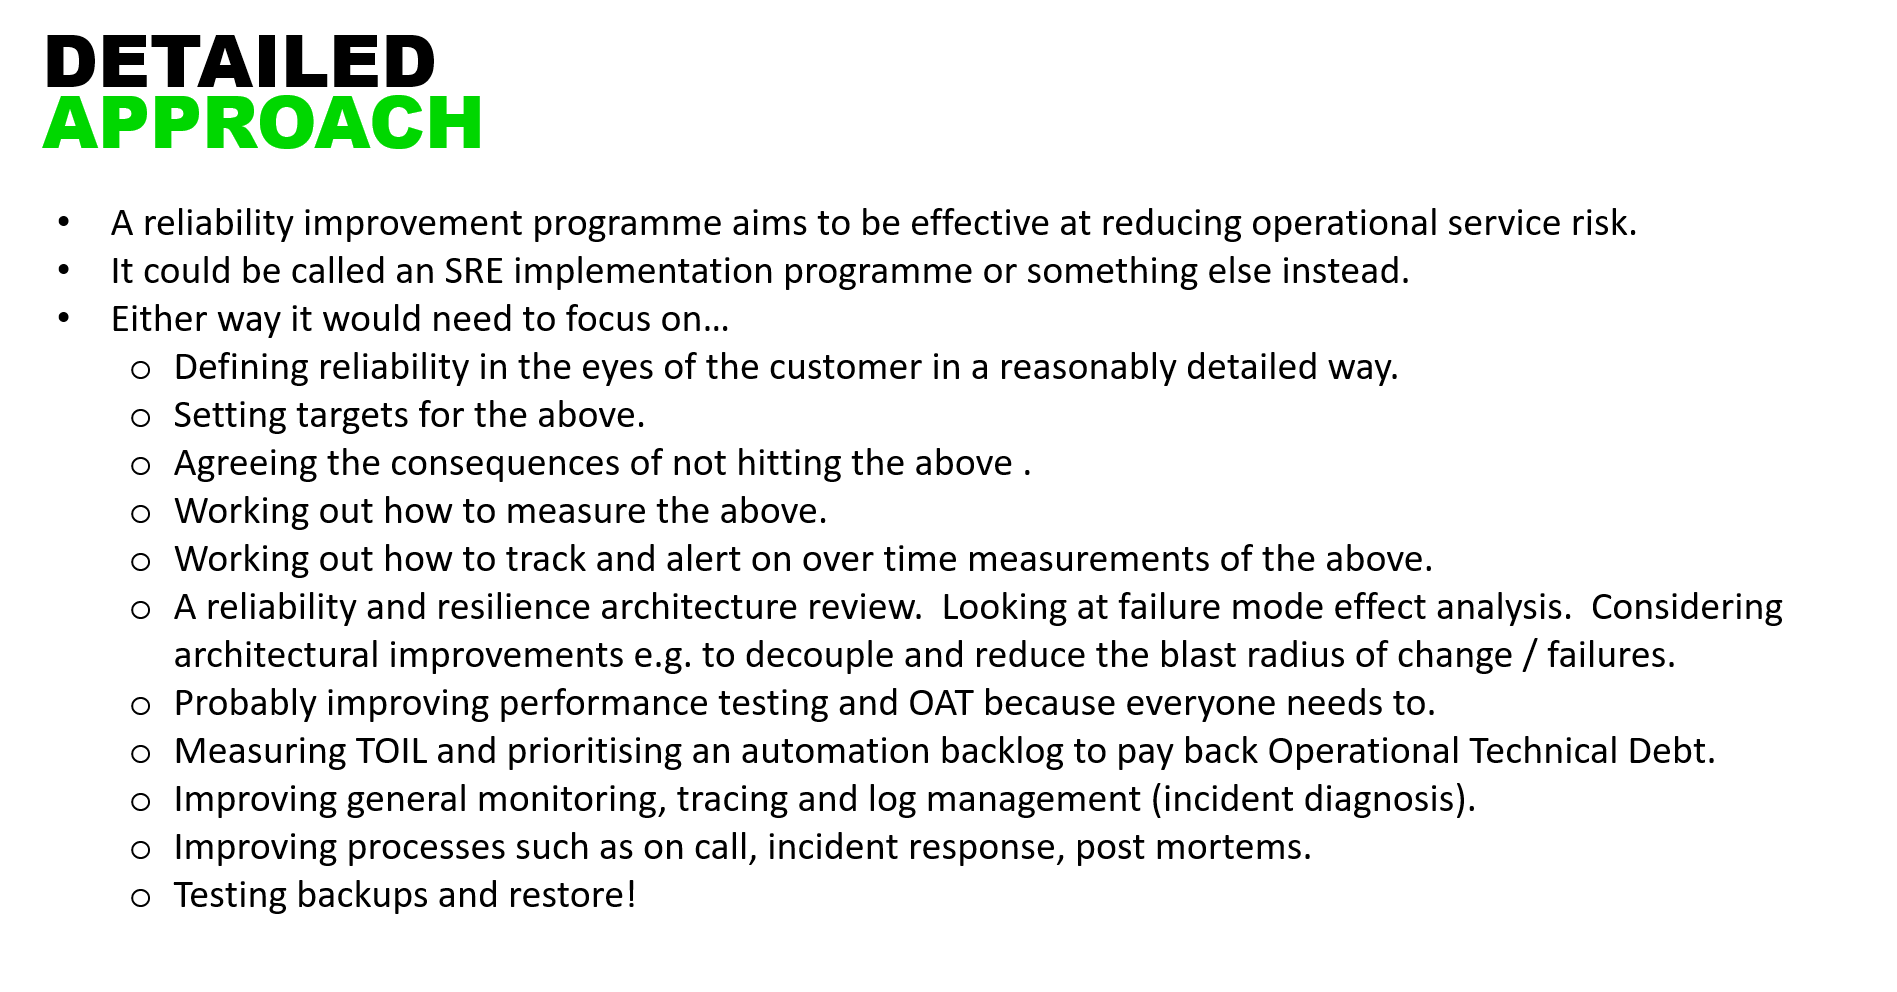 DETAILED
APPROACH
• A reliability improvement programme aims to be effective at reducing operational service risk.
• It could be called an SRE implementation programme or something else instead.
• Either way it would need to focus on…
o Defining reliability in the eyes of the customer in a reasonably detailed way.
o Setting targets for the above.
o Agreeing the consequences of not hitting the above .
o Working out how to measure the above.
o Working out how to track and alert on over time measurements of the above.
o A reliability and resilience architecture review.  Looking at failure mode effect analysis.  Considering
architectural improvements e.g. to decouple and reduce the blast radius of change / failures.
o Probably improving performance testing and OAT because everyone needs to.
o Measuring TOIL and prioritising an automation backlog to pay back Operational Technical Debt.
o Improving general monitoring, tracing and log management (incident diagnosis).
o Improving processes such as on call, incident response, post mortems.
o Testing backups and restore!